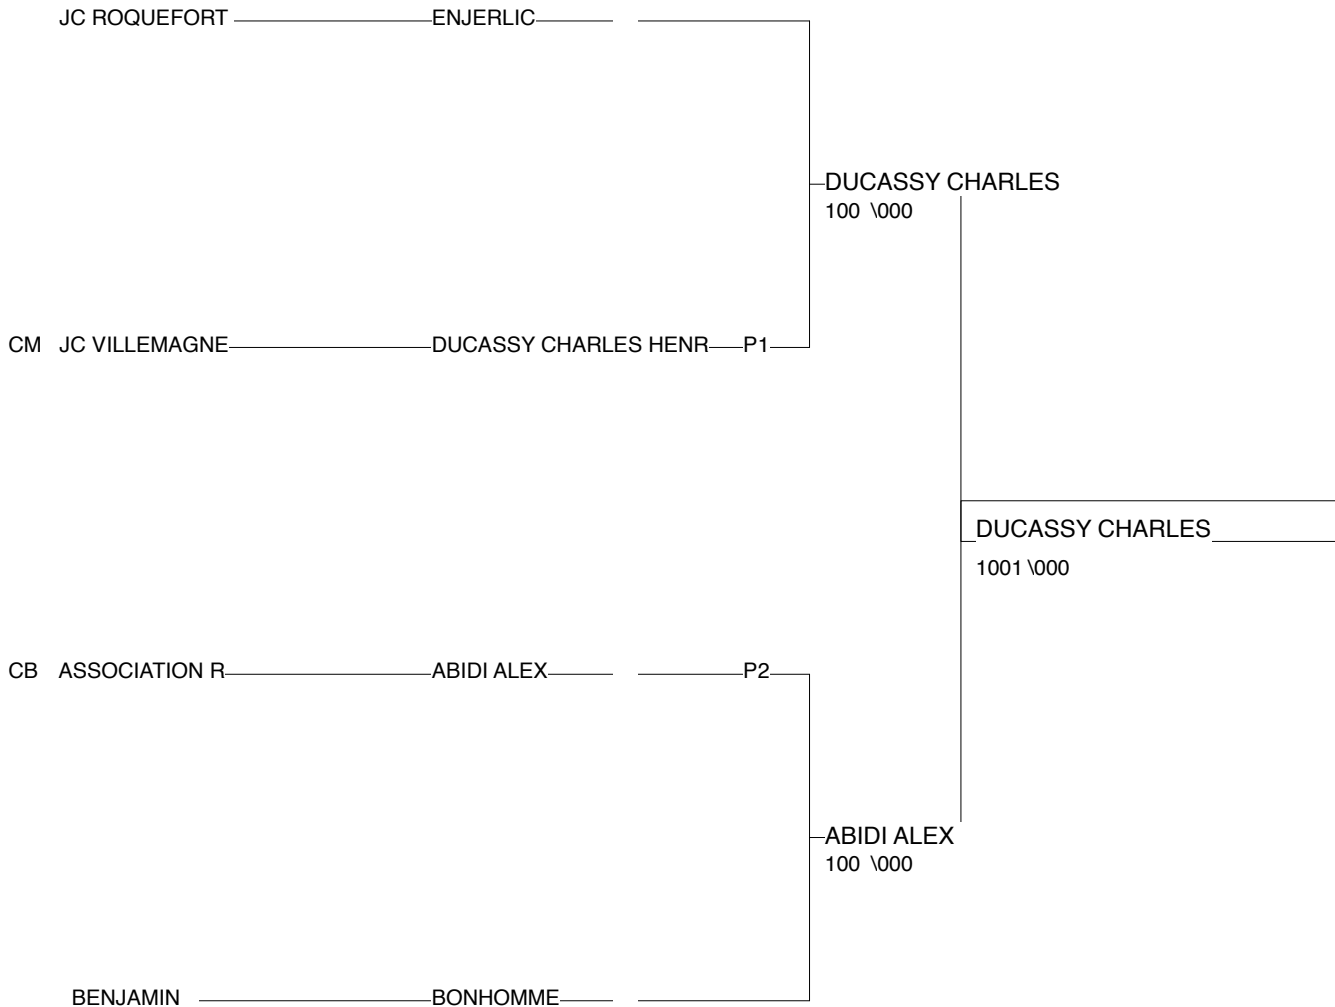 JC ROQUEFORT ENJERLIC
DUCASSY CHARLES
100 \000
CM JC VILLEMAGNE DUCASSY CHARLES HENR P1
DUCASSY CHARLES
1001 \000
CB ASSOCIATION R ABIDI ALEX P2
ABIDI ALEX
100 \000
BENJAMIN BONHOMME